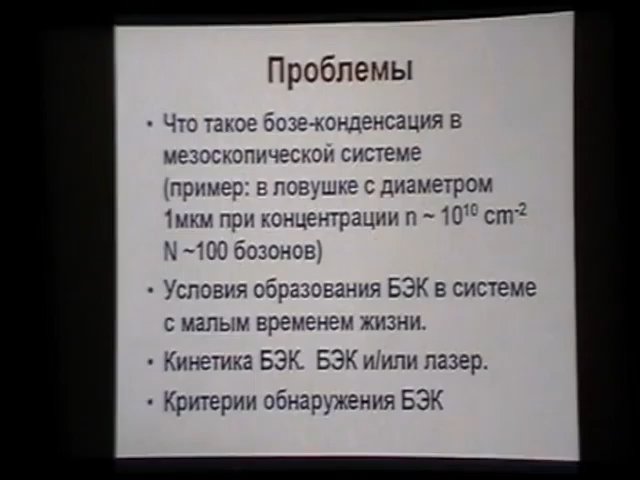 Проблемы
• Что такое бозе-конденсация в
мезоскопической системе
(пример: в ловушке с диаметром
1мкм при концентрации n ~ 10¹⁰ cm⁻²
N ~100 бозонов)
• Условия образования БЭК в системе
с малым временем жизни.
• Кинетика БЭК. БЭК и/или лазер.
• Критерии обнаружения БЭК